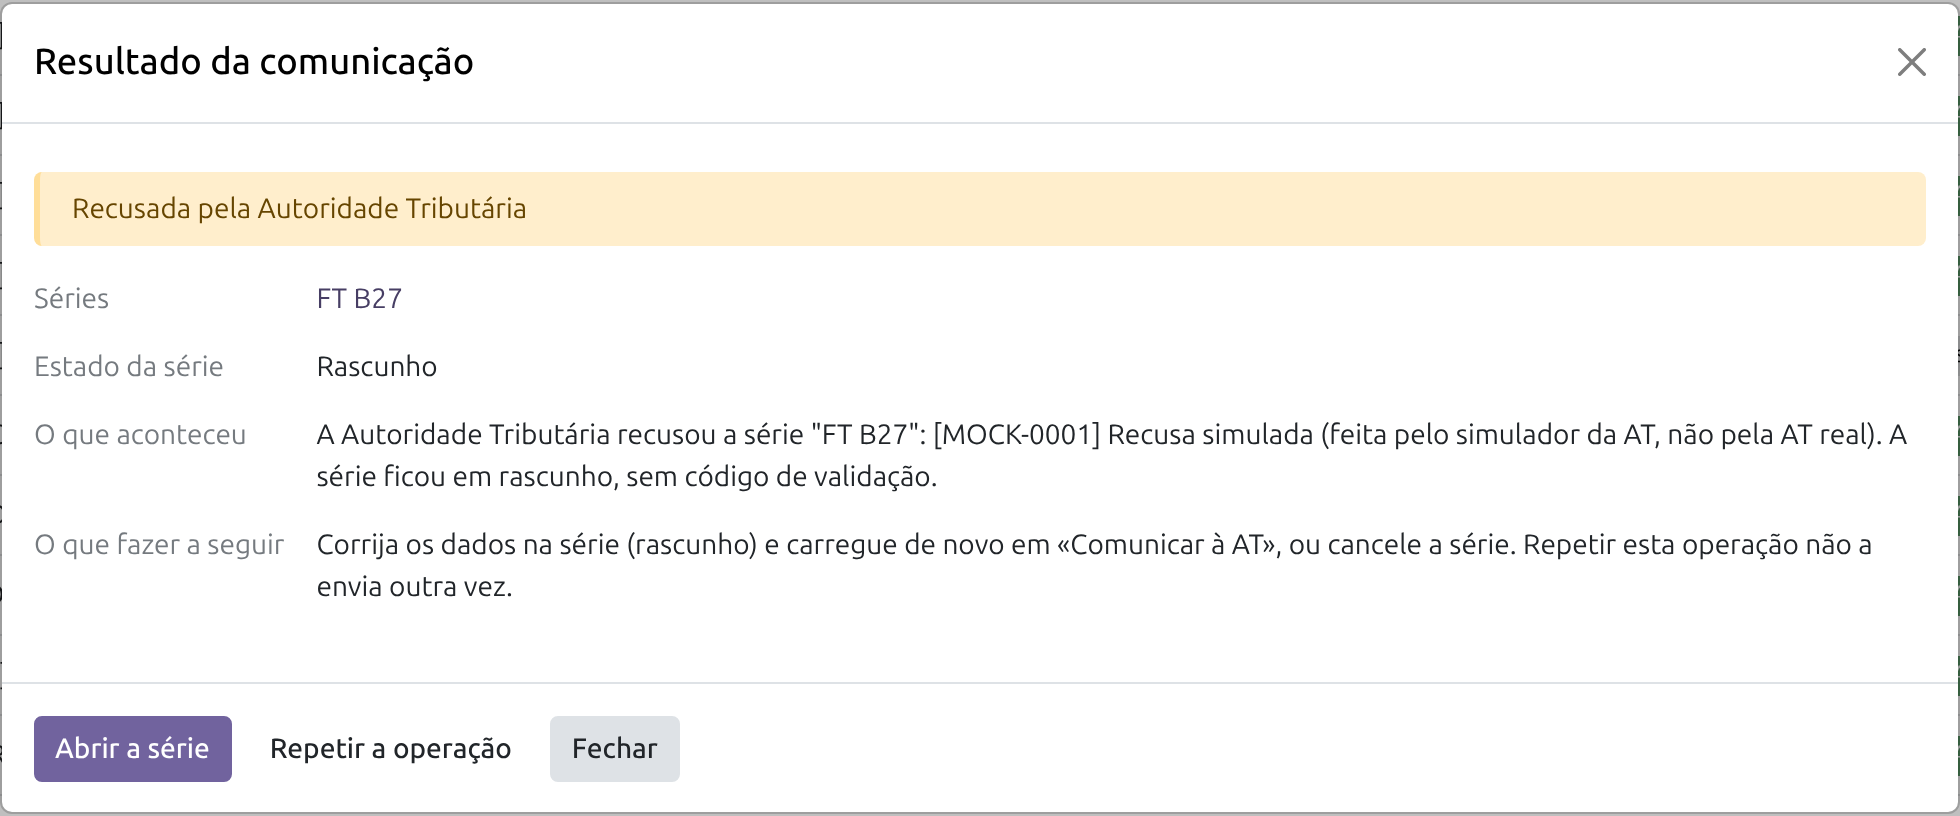 Resultado da comunicação
Recusada pela Autoridade Tributária
Séries FT B27
Estado da série Rascunho
O que aconteceu A Autoridade Tributária recusou a série "FT B27": [MOCK-0001] Recusa simulada (feita pelo simulador da AT, não pela AT real). A
série ficou em rascunho, sem código de validação.
O que fazer a seguir Corrija os dados na série (rascunho) e carregue de novo em «Comunicar à AT», ou cancele a série. Repetir esta operação não a
envia outra vez.
Abrir a série Repetir a operação Fechar